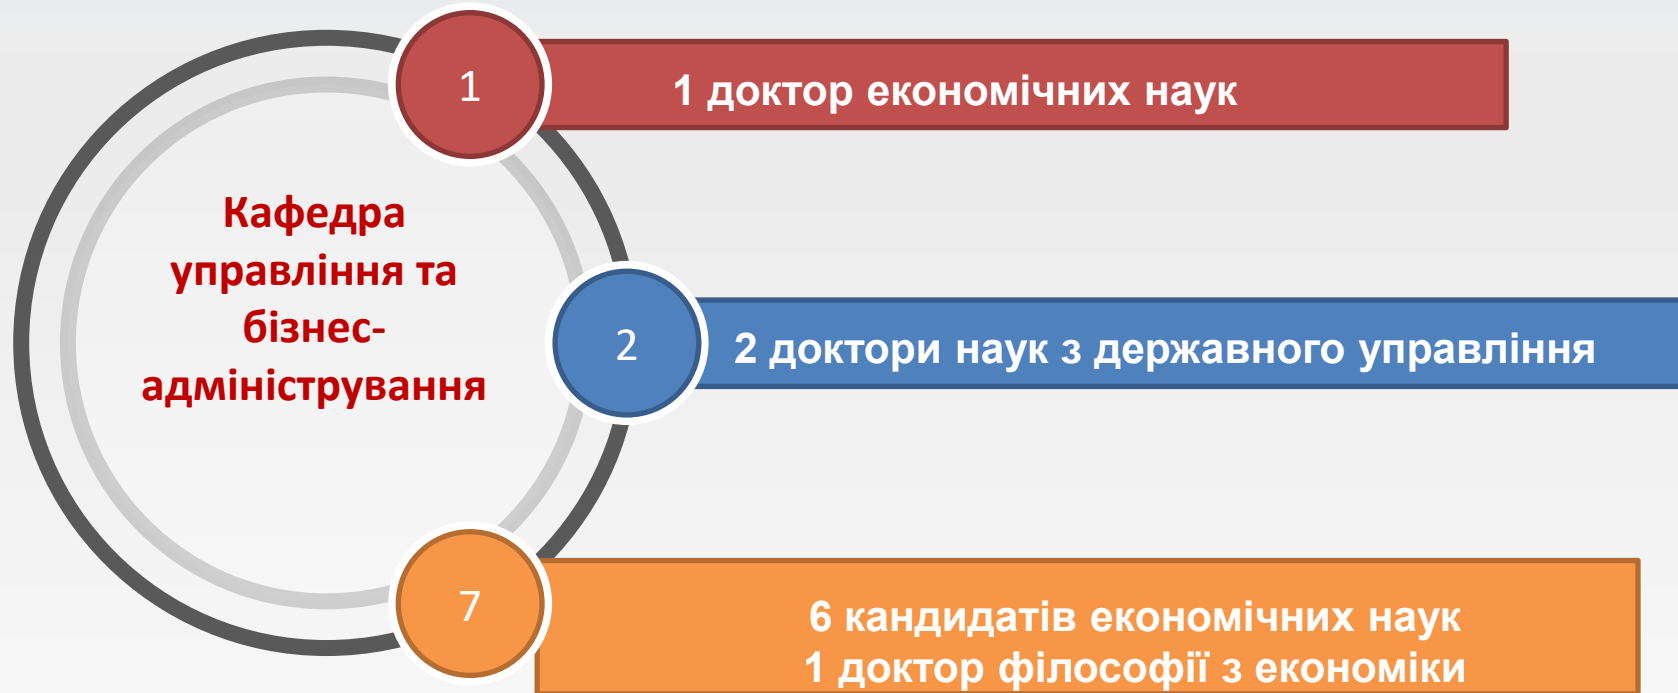 1
1 доктор економічних наук
Кафедра
управління та
бізнес-
адміністрування
2
2 доктори наук з державного управління
7
6 кандидатів економічних наук
1 доктор філософії з економіки